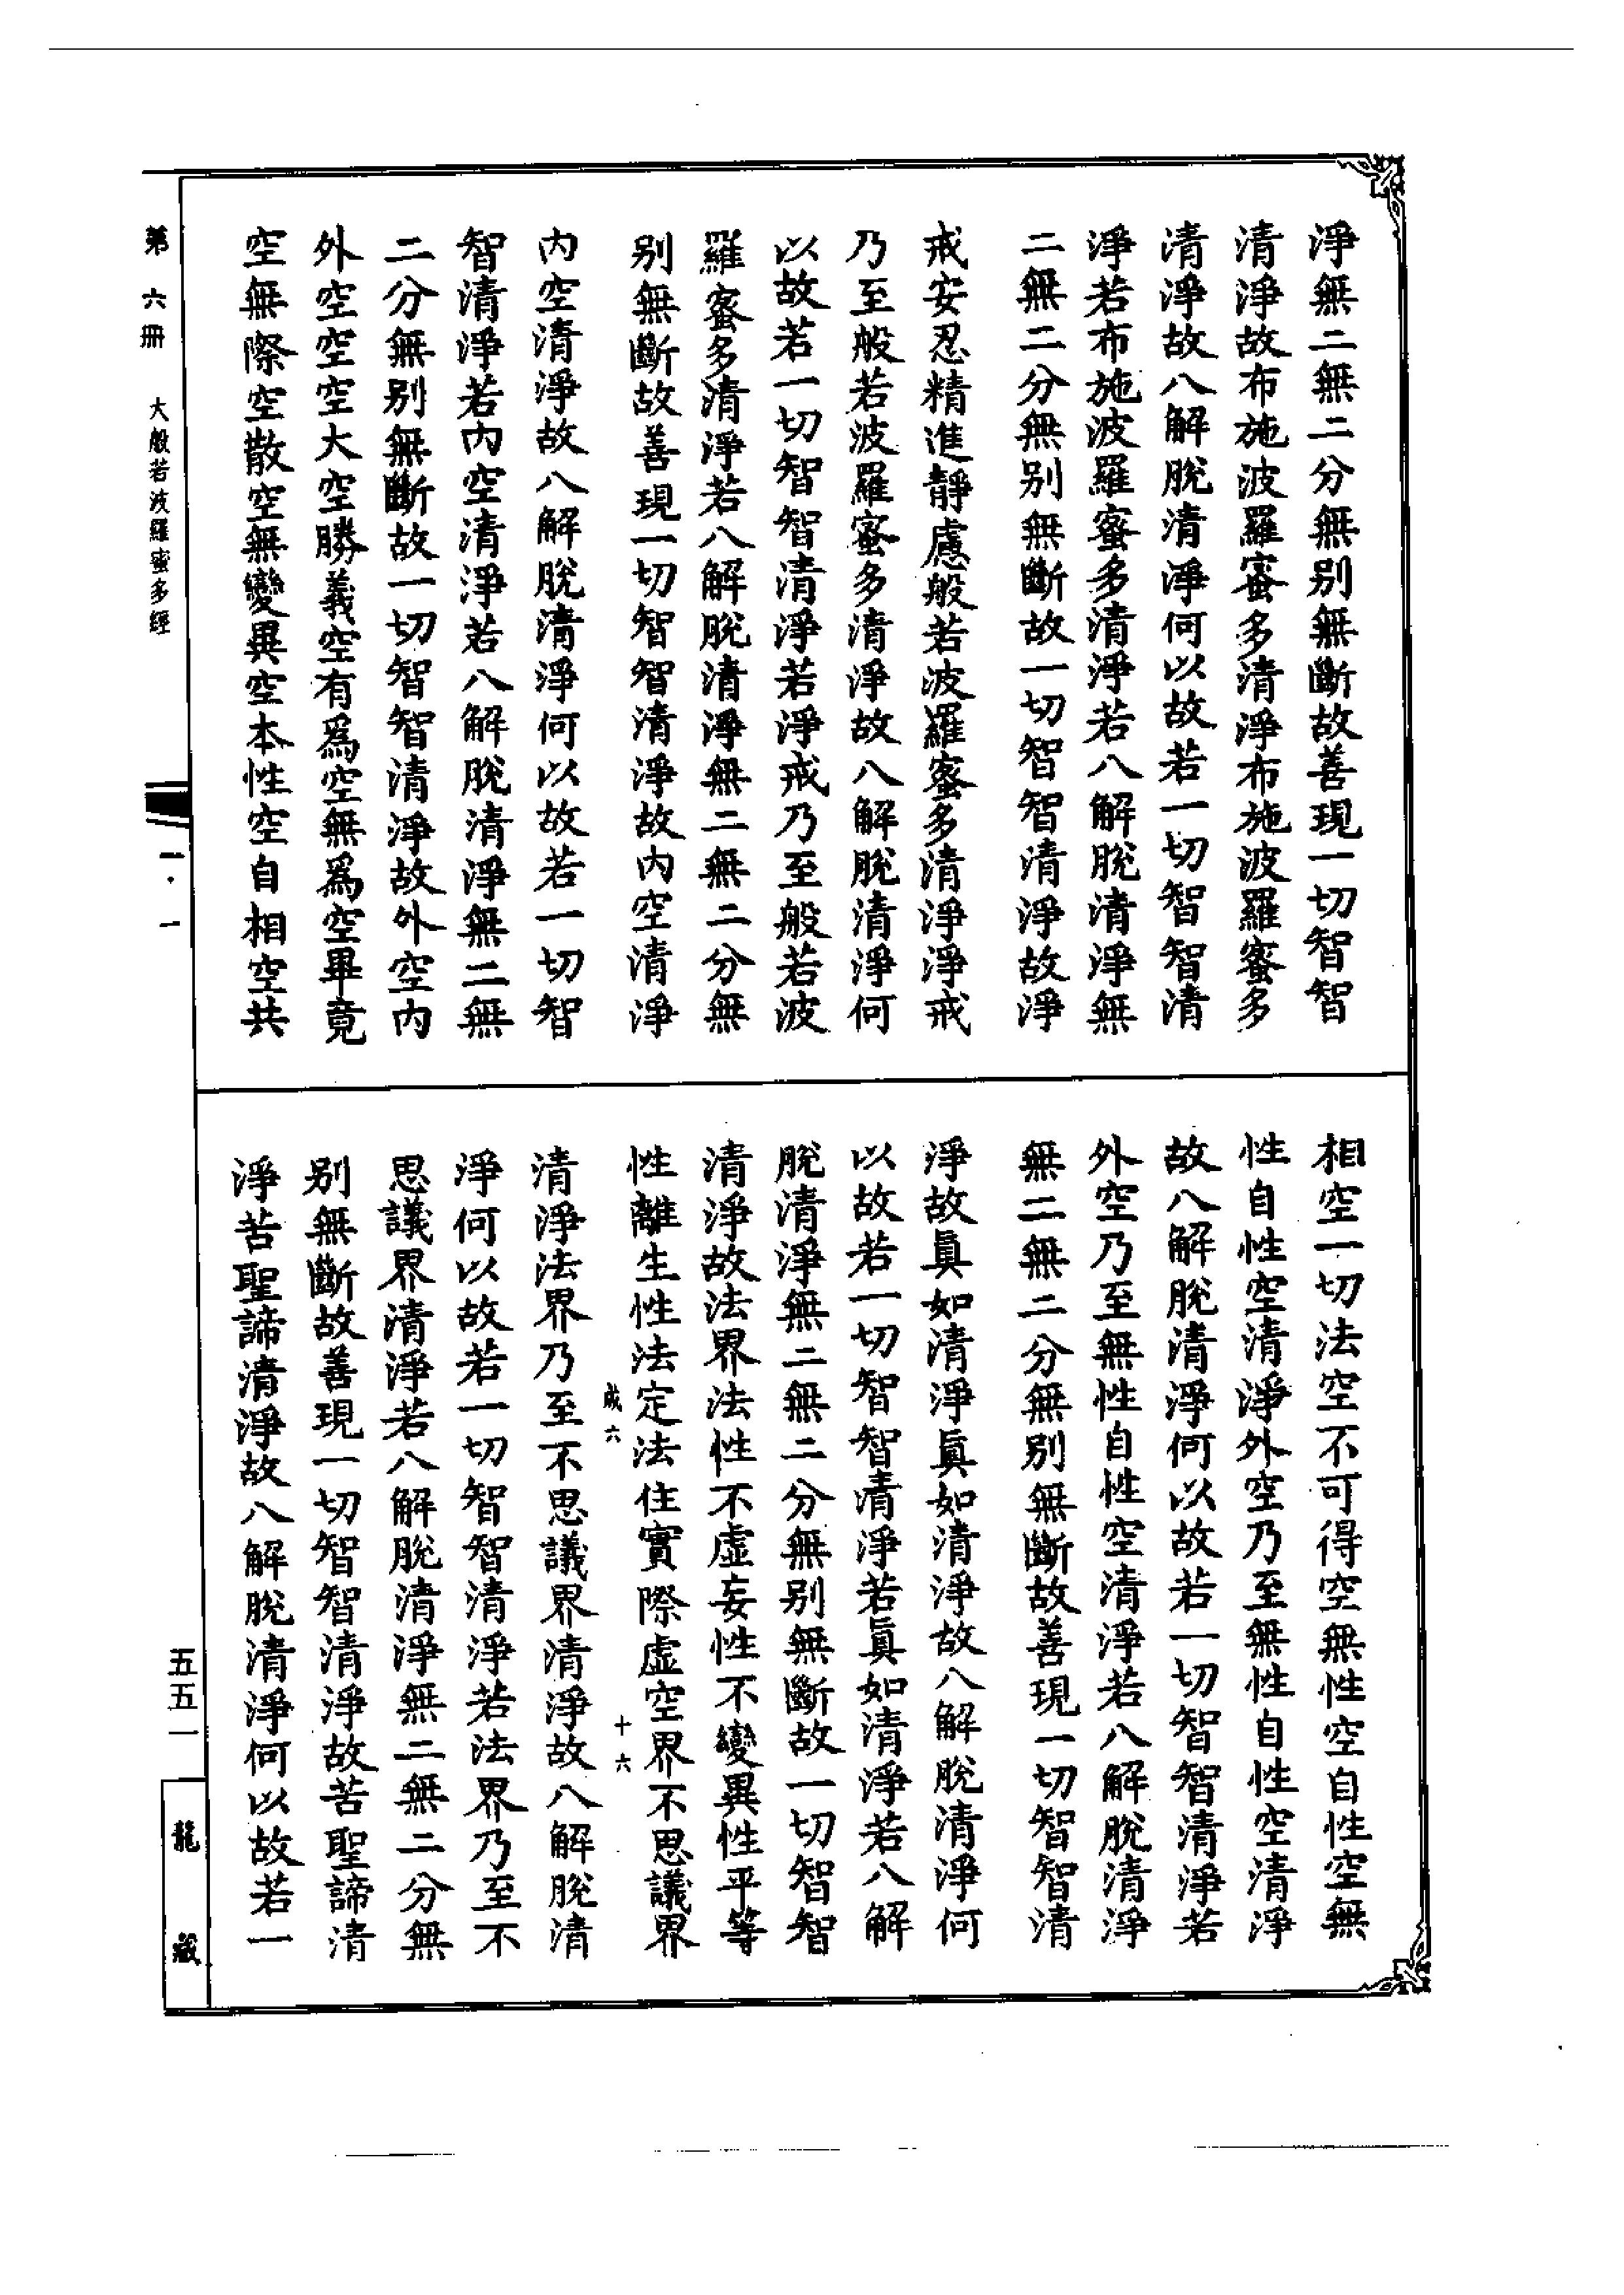 淨無二無二分無别無斷故善現一切智智
清淨故布施波羅蜜多清淨布施波羅蜜多
清淨故八解脫清淨何以故若一切智智清
淨若布施波羅蜜多清淨若八解脫清淨無
二無二分無别無斷故一切智智清淨故淨
戒安忍精進靜慮般若波羅蜜多清淨淨戒
乃至般若波羅蜜多清淨故八解脫清淨何
以故若一切智智清淨若淨戒乃至般若波
羅蜜多清淨若八解脫清淨無二無二分無
别無斷故善現一切智智清淨故内空清淨
内空清淨故八解脫清淨何以故若一切智
智清淨若内空清淨若八解脫清淨無二無
二分無别無斷故一切智智清淨故外空内
外空空空大空勝義空有爲空無爲空畢竟
空無際空散空無變異空本性空自相空共
相空一切法空不可得空無性空自性空無
性自性空清淨外空乃至無性自性空清淨
故八解脫清淨何以故若一切智智清淨若
外空乃至無性自性空清淨若八解脫清淨
無二無二分無别無斷故善現一切智智清
淨故眞如清淨眞如清淨故八解脫清淨何
以故若一切智智清淨若眞如清淨若八解
脫清淨無二無二分無别無斷故一切智智
清淨故法界法性不虛妄性不變異性平等
性離生性法定法住實際虛空界不思議界
咸六
十六
清淨法界乃至不思議界清淨故八解脫清
淨何以故若一切智智清淨若法界乃至不
思議界清淨若八解脫清淨無二無二分無
别無斷故善現一切智智清淨故苦聖諦清
淨苦聖諦清淨故八解脫清淨何以故若一
第六冊
大般若波羅蜜多經
一·一
五五一
龍藏